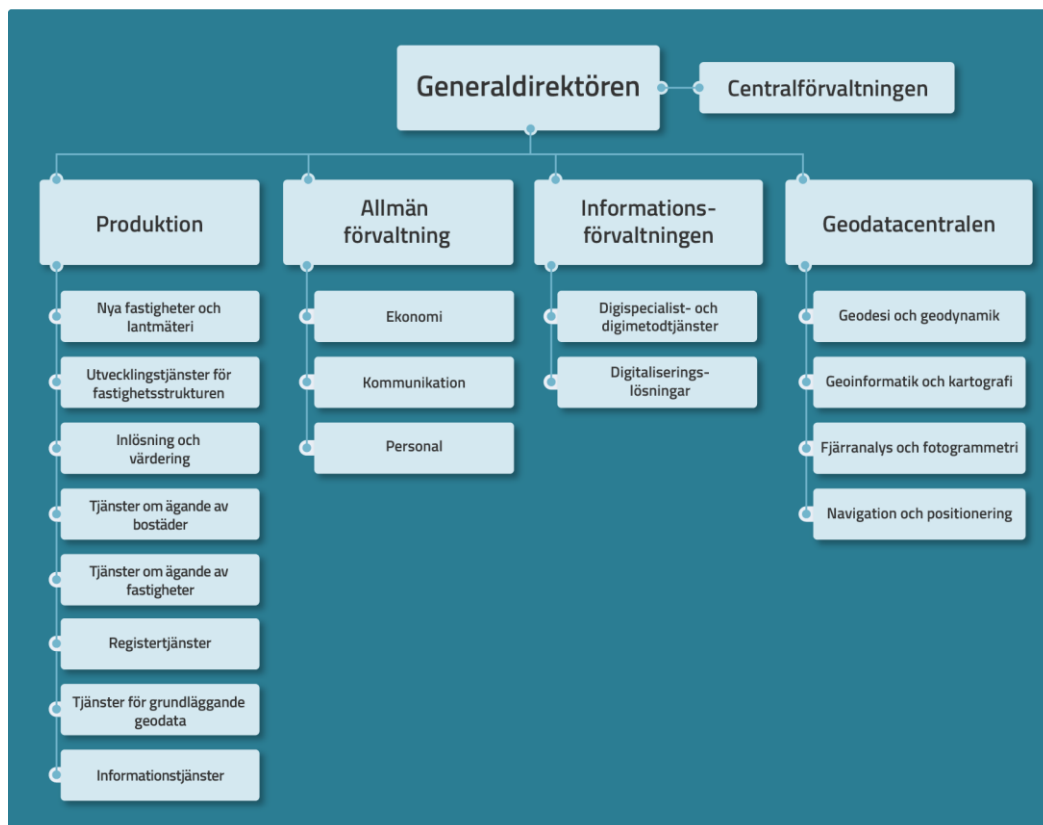 Generaldirektören
Centralförvaltningen
Produktion
Nya fastigheter och
lantmäteri
Utvecklingstjänster för
fastighetsstrukturen
Inlösning och
värdering
Tjänster om ägande av
bostäder
Tjänster om ägande av
fastigheter
Registertjänster
Tjänster för grundläggande
geodata
Informationstjänster
Allmän
förvaltning
Ekonomi
Kommunikation
Personal
Informations-
förvaltningen
Digispecialist- och
digimetodtjänster
Digitaliserings-
lösningar
Geodatacentralen
Geodesi och geodynamik
Geoinformatik och kartografi
Fjärranalys och fotogrammetri
Navigation och positionering